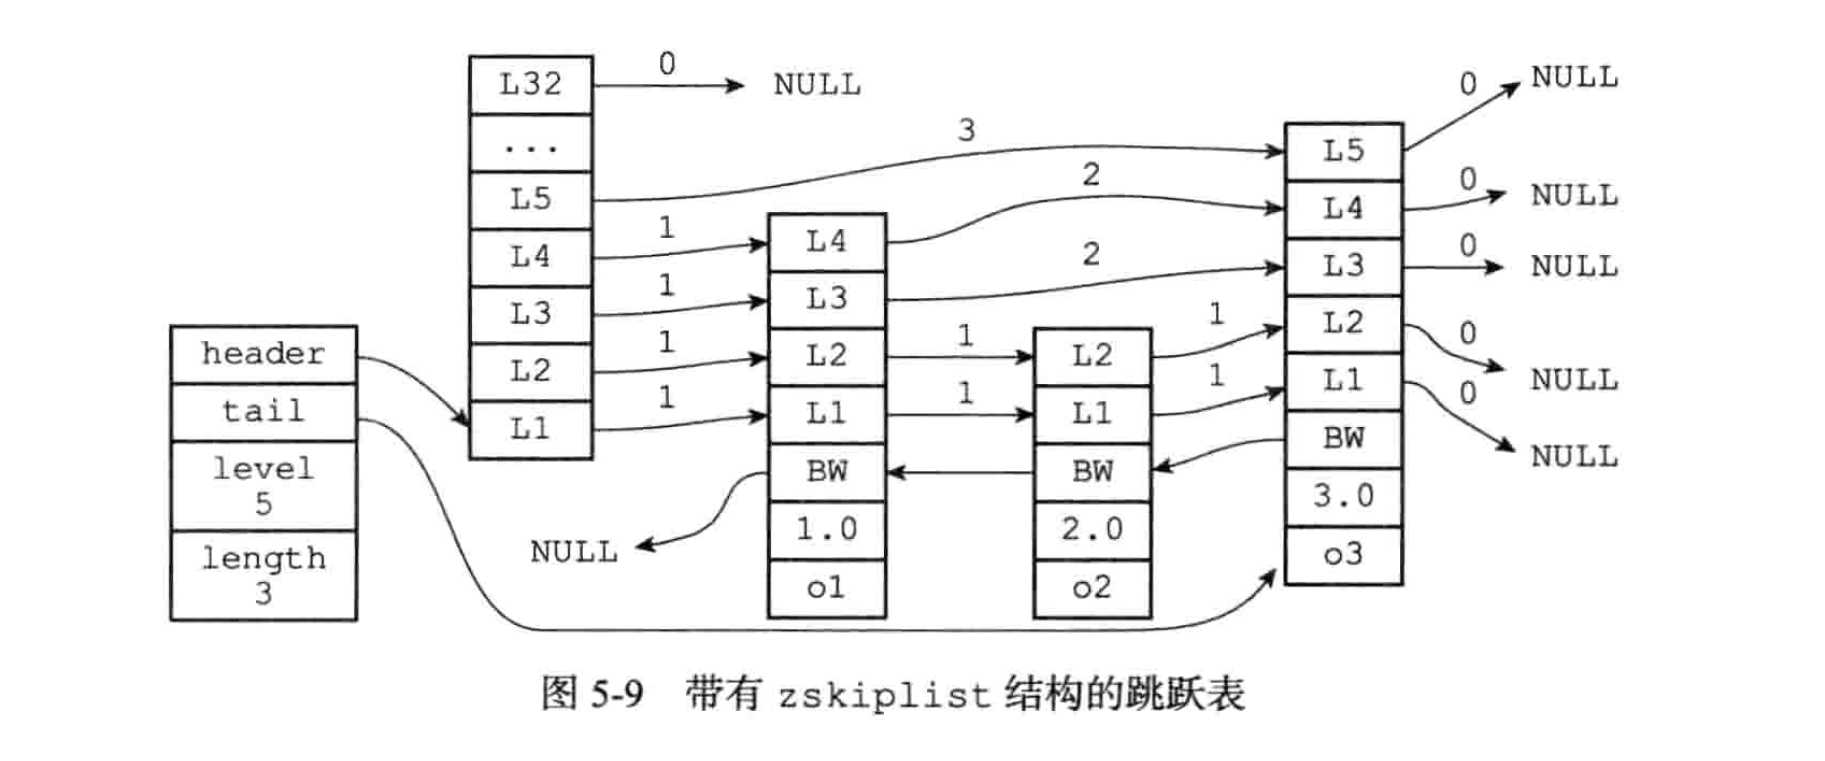 header
tail
level
5
length
3
L32
...
L5
L4
L3
L2
L1
0
NULL
3
1
1
1
1
L4
L3
L2
L1
BW
1.0
o1
NULL
2
2
1
1
L2
L1
BW
2.0
o2
1
1
L5
L4
L3
L2
L1
BW
3.0
o3
0
NULL
0
NULL
0
NULL
0
NULL
0
NULL
图 5-9 带有 zskiplist 结构的跳跃表